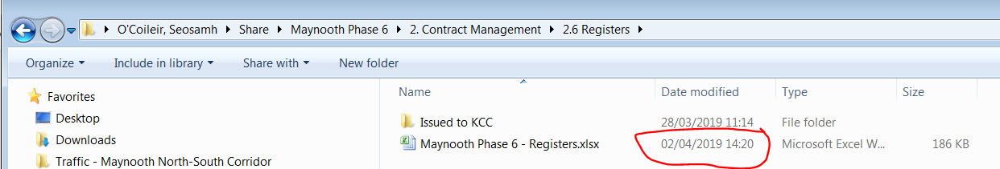 O'Coileir, Seosamh Share Maynooth Phase 6 2. Contract Management 2.6 Registers
Organize Include in library Share with New folder
Name Date modified Type Size
Favorites
Desktop
Downloads
Traffic - Maynooth North-South Corridor
Issued to KCC 28/03/2019 11:14 File folder
Maynooth Phase 6 - Registers.xlsx 02/04/2019 14:20 Microsoft Excel W... 186 KB